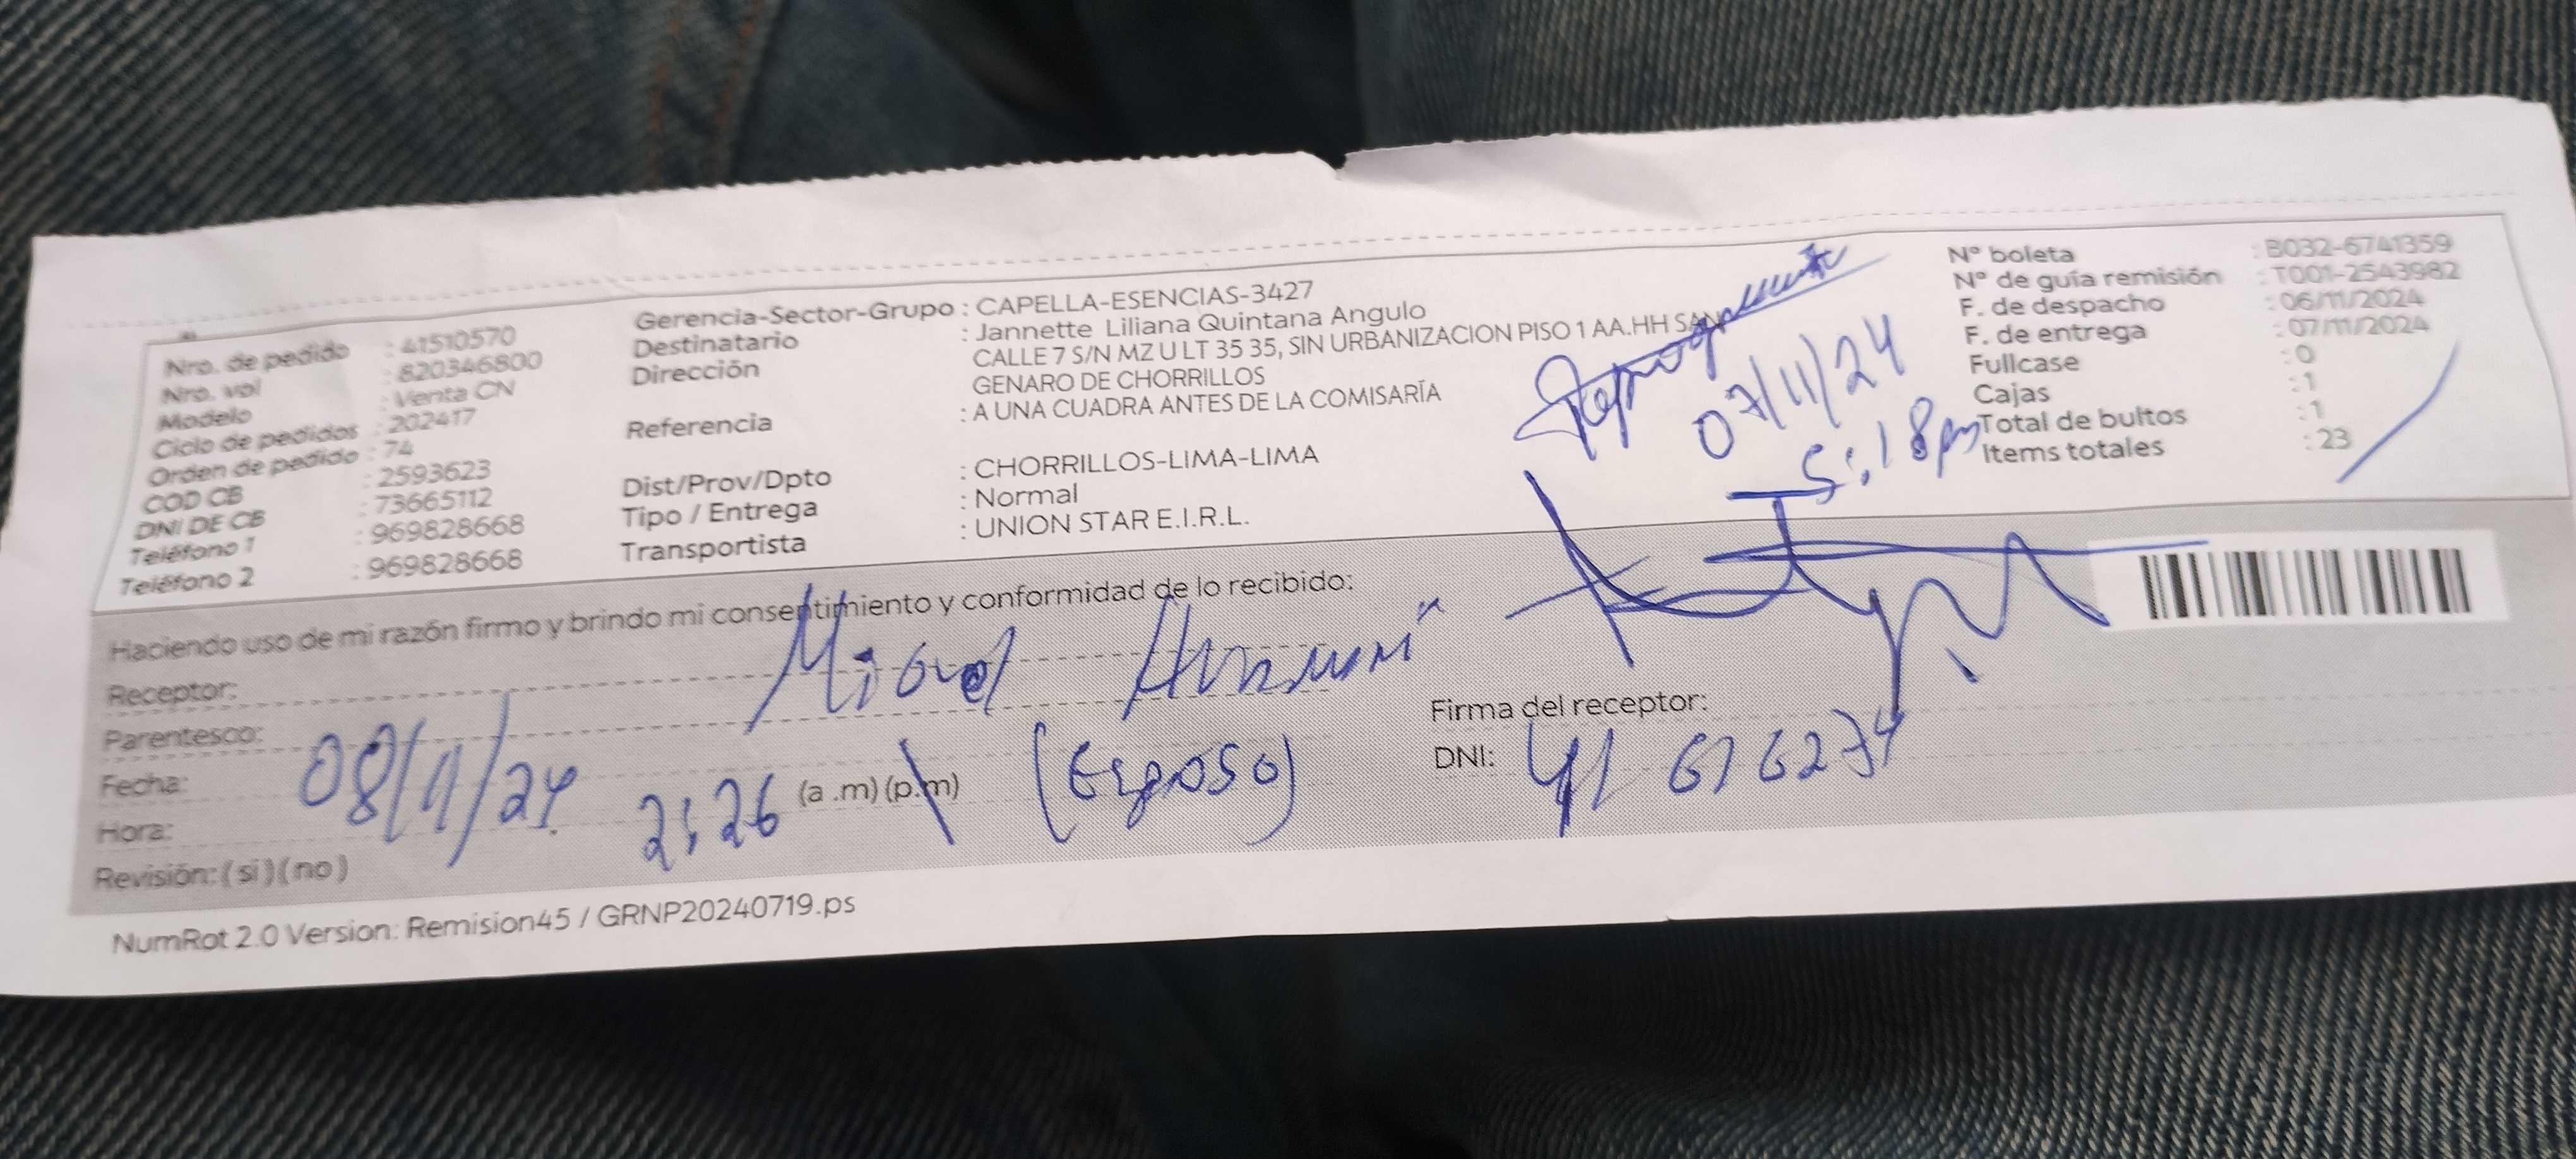 Nro. de pedido : 41510570
Nro. vol : 820346800
Modelo : Venta CN
Ciclo de pedidos : 202417
Orden de pedido : 74
COD CB : 2593623
DNI DE CB : 73665112
Teléfono 1 : 969828668
Teléfono 2 : 969828668
Gerencia-Sector-Grupo : CAPELLA-ESENCIAS-3427
Destinatario : Jannette Liliana Quintana Angulo
Dirección CALLE 7 S/N MZ U LT 35 35, SIN URBANIZACION PISO 1 AA.HH SAN
GENARO DE CHORRILLOS
Referencia : A UNA CUADRA ANTES DE LA COMISARÍA
Dist/Prov/Dpto : CHORRILLOS-LIMA-LIMA
Tipo / Entrega : Normal
Transportista : UNION STAR E.I.R.L.
07/11/24
5:18pm
Nº boleta : B032-6741359
Nº de guía remisión : T001-2543982
F. de despacho : 06/11/2024
F. de entrega : 07/11/2024
Fullcase : 0
Cajas : 1
Total de bultos : 1
Items totales : 23
Haciendo uso de mi razón firmo y brindo mi consentimiento y conformidad de lo recibido:
Receptor: Miguel
Parentesco: (Esposo)
Fecha: 08/11/24
Hora: 2:26 (a .m) (p.m)
Revisión: ( si ) ( no )
Firma del receptor:
DNI: 41676274
NumRot 2.0 Version: Remision45 / GRNP20240719.ps